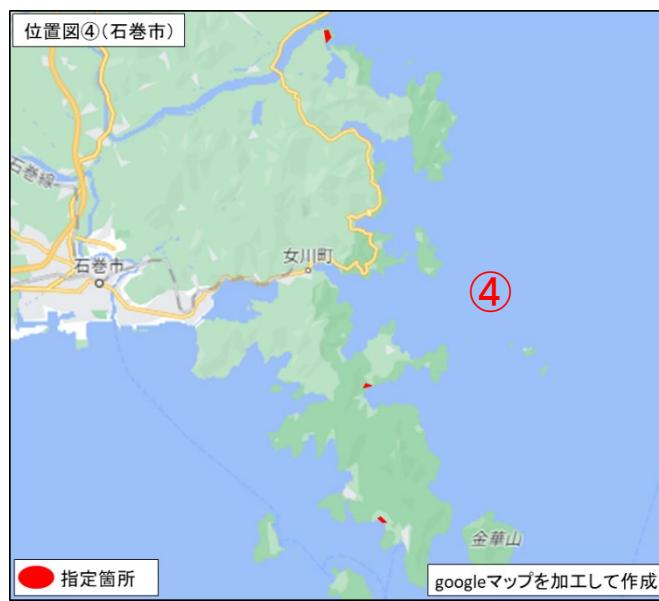 位置図④(石巻市)
石巻線
石巻市
女川町
④
金華山
指定箇所
googleマップを加工して作成